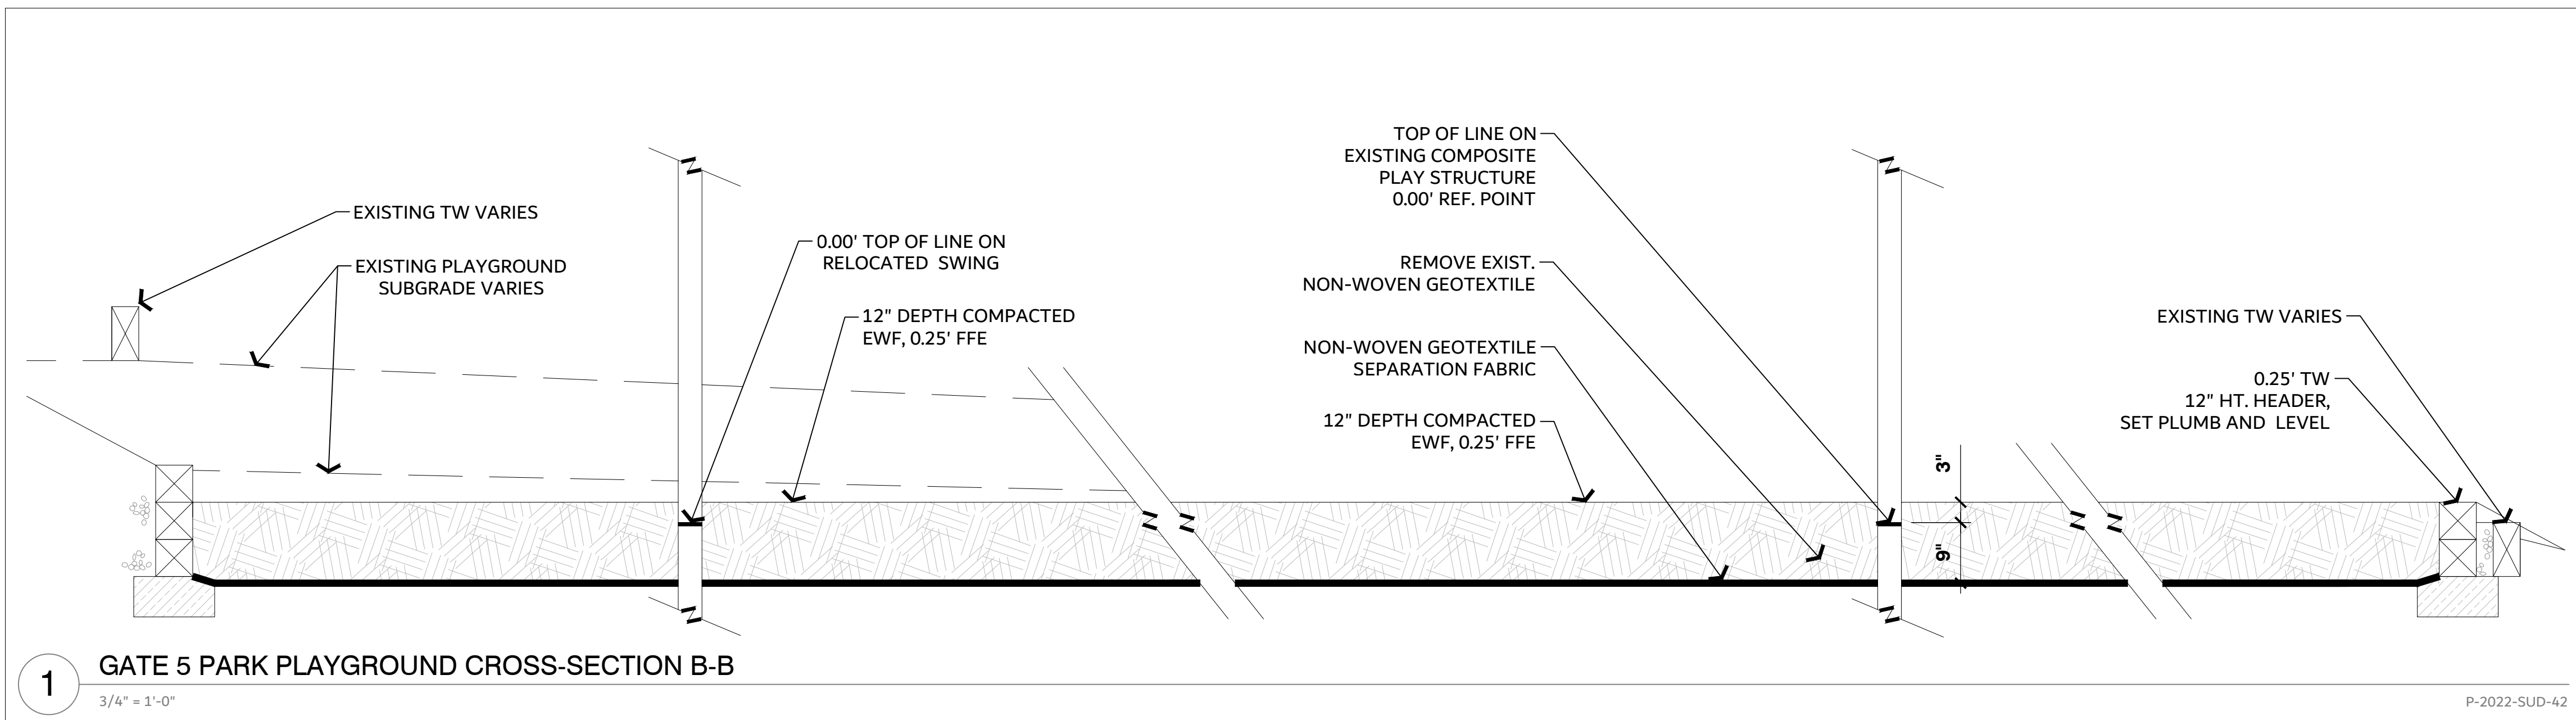 EXISTING TW VARIES
EXISTING PLAYGROUND
SUBGRADE VARIES
0.00' TOP OF LINE ON
RELOCATED SWING
12" DEPTH COMPACTED
EWF, 0.25' FFE
TOP OF LINE ON
EXISTING COMPOSITE
PLAY STRUCTURE
0.00' REF. POINT
REMOVE EXIST.
NON-WOVEN GEOTEXTILE
NON-WOVEN GEOTEXTILE
SEPARATION FABRIC
12" DEPTH COMPACTED
EWF, 0.25' FFE
3"
9"
EXISTING TW VARIES
0.25' TW
12" HT. HEADER,
SET PLUMB AND LEVEL
1
GATE 5 PARK PLAYGROUND CROSS-SECTION B-B
3/4" = 1'-0"
P-2022-SUD-42